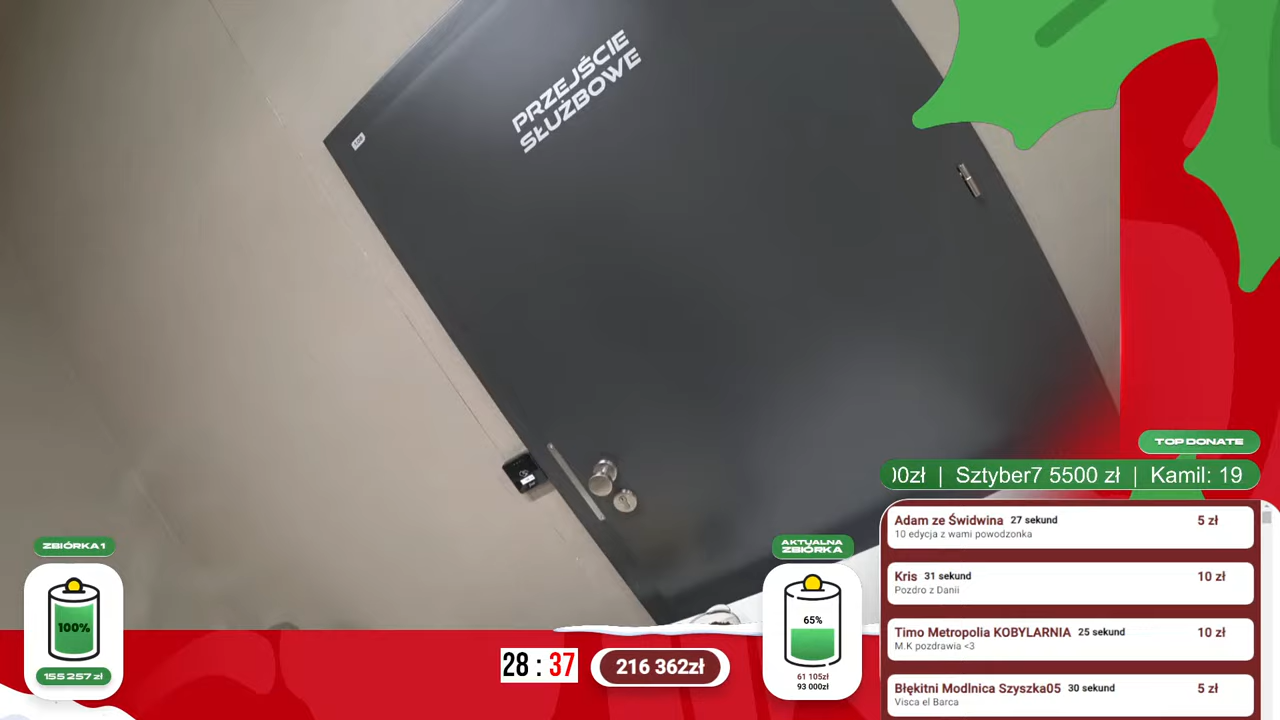 PRZEJŚCIE
SŁUŻBOWE
TOP DONATE
0zł | Sztyber7 5500 zł | Kamil: 19
Adam ze Świdwina 27 sekund 5 zł
10 edycja z wami powodzonka
Kris 31 sekund 10 zł
Pozdro z Danii
Timo Metropolia KOBYLARNIA 25 sekund 10 zł
M.K pozdrawia <3
Błękitni Modlnica Szyszka05 30 sekund 5 zł
Visca el Barca
ZBIÓRKA 1
100%
155 257 zł
28 : 37
216 362zł
AKTUALNA
ZBIÓRKA
65%
61 105zł
93 000zł